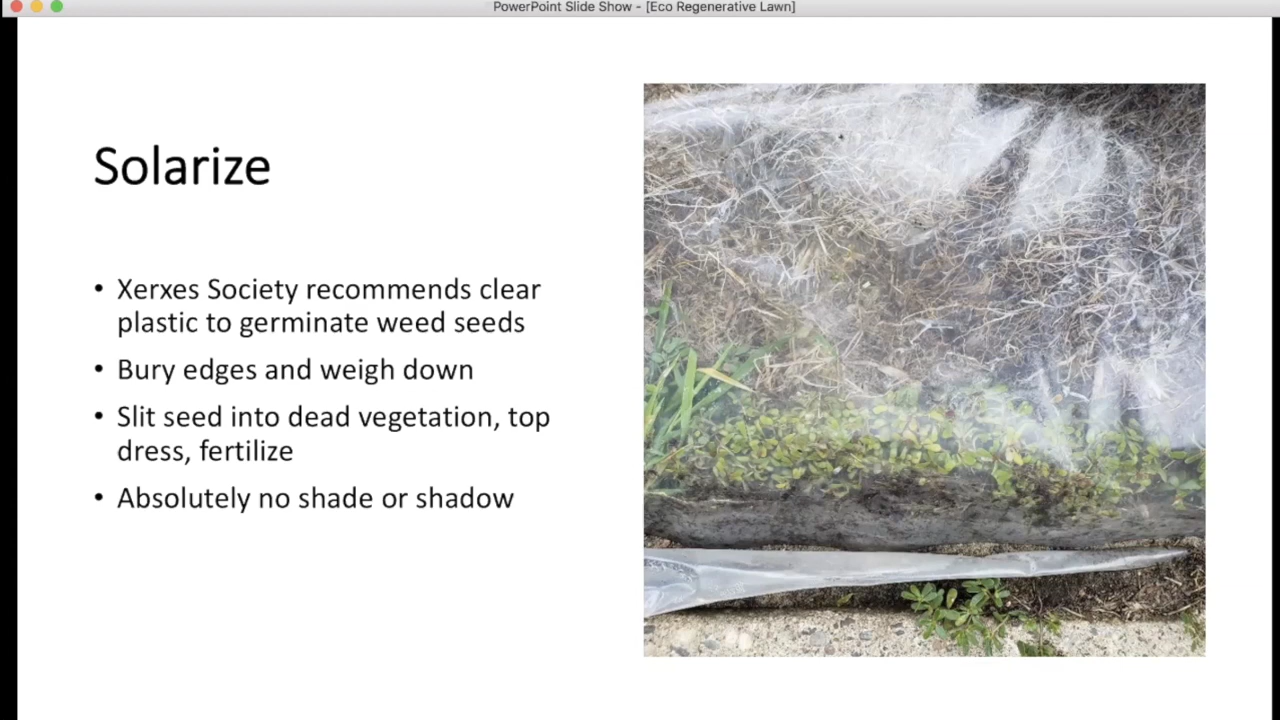 PowerPoint Slide Show - [Eco Regenerative Lawn]
Solarize
• Xerxes Society recommends clear
plastic to germinate weed seeds
• Bury edges and weigh down
• Slit seed into dead vegetation, top
dress, fertilize
• Absolutely no shade or shadow